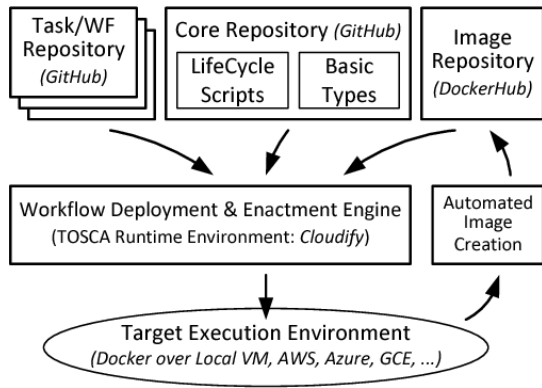 Task/WF
Repository
(GitHub)
Core Repository (GitHub)
LifeCycle
Scripts
Basic
Types
Image
Repository
(DockerHub)
Workflow Deployment & Enactment Engine
(TOSCA Runtime Environment: Cloudify)
Automated
Image
Creation
Target Execution Environment
(Docker over Local VM, AWS, Azure, GCE, ...)